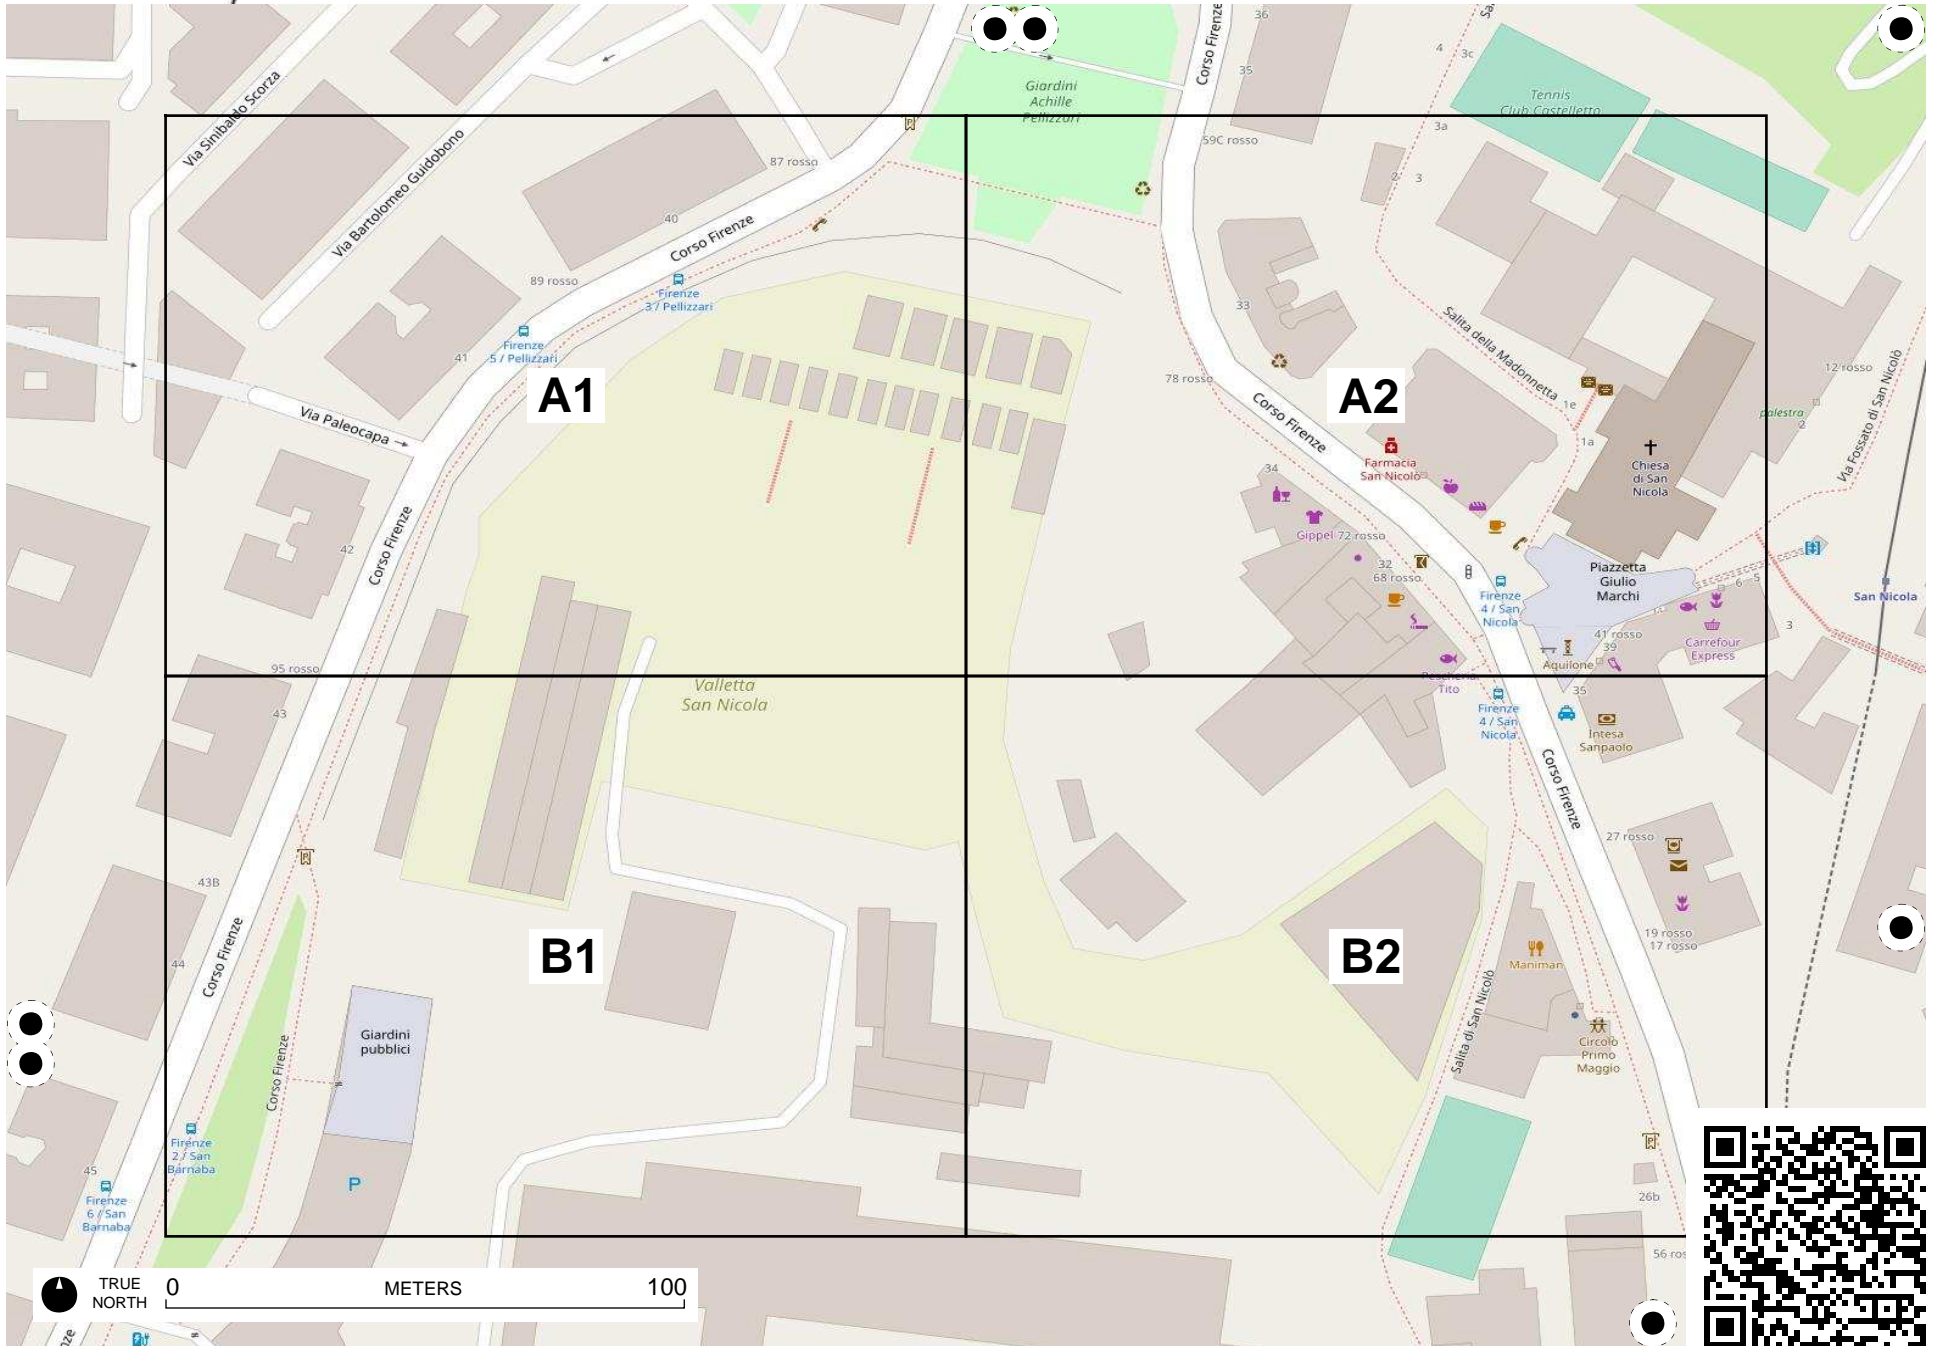 36
4
3c
35
Corso Firenze
Giardini
Achille
Pellizzari
Tennis
Club Castelletto
Via Sinibaldo Scorza
3a
Via Bartolomeo Guidobono
87 rosso
59C rosso
2
3
40
Corso Firenze
89 rosso
Firenze
3 / Pellizzari
33
Salita della Madonnetta
Firenze
5 / Pellizzari
41
A1
78 rosso
A2
12 rosso
Via Fossato di San Nicolò
1e
palestra
2
Via Paleocapa
Corso Firenze
1a
Farmacia
San Nicolò
34
Chiesa
di San
Nicola
Gippel
72 rosso
42
Corso Firenze
32
68 rosso
Piazzetta
Giulio
Marchi
6
5
San Nicola
Firenze
4 / San
Nicola
41 rosso
39
3
Carrefour
Express
Aquilone
95 rosso
Valletta
San Nicola
Tito
35
43
Firenze
4 / San
Nicola
Intesa
Sanpaolo
Corso Firenze
27 rosso
43B
19 rosso
17 rosso
B1
B2
Maniman
44
Corso Firenze
Salita di San Nicolò
Giardini
pubblici
Circolo
Primo
Maggio
Corso Firenze
Firenze
2 / San
Barnaba
P
45
Firenze
6 / San
Barnaba
26b
TRUE
NORTH
0
METERS
100